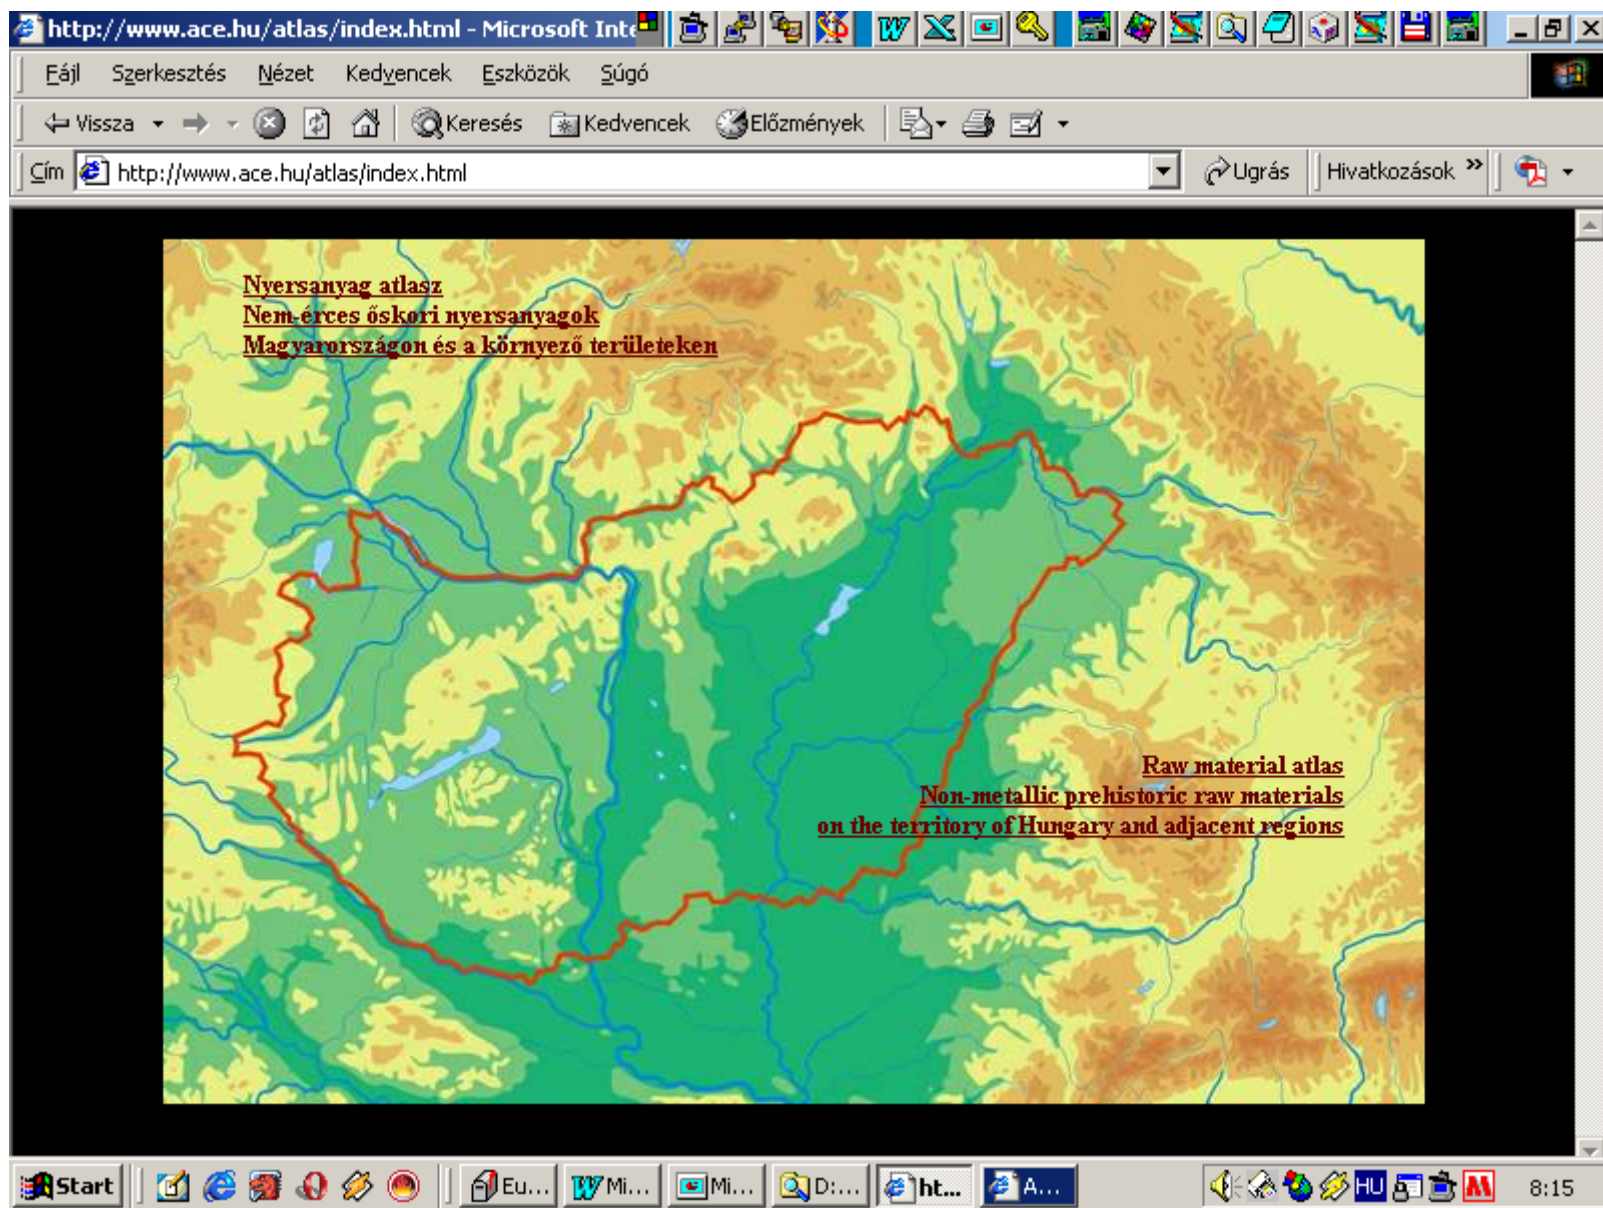 http://www.ace.hu/atlas/index.html - Microsoft Inte
Fájl Szerkesztés Nézet Kedvencek Eszközök Súgó
Vissza Keresés Kedvencek Előzmények
Cím http://www.ace.hu/atlas/index.html Ugrás Hivatkozások
Nyersanyag atlasz
Nem-érces őskori nyersanyagok
Magyarországon és a környező területeken
Raw material atlas
Non-metallic prehistoric raw materials
on the territory of Hungary and adjacent regions
Start Eu... Mi... Mi... D:... ht... A... HU 8:15